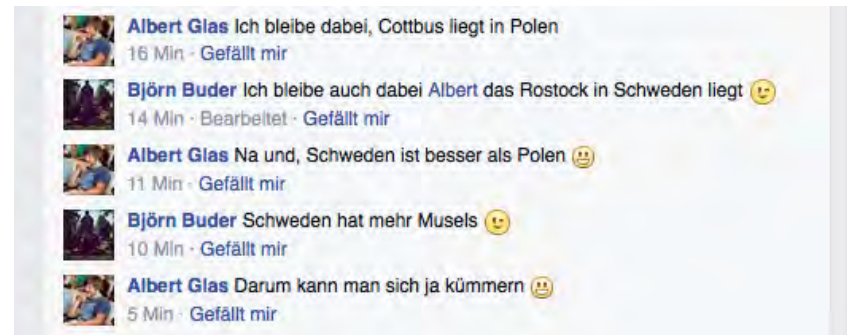 Albert Glas Ich bleibe dabei, Cottbus liegt in Polen
16 Min · Gefällt mir
Björn Buder Ich bleibe auch dabei Albert das Rostock in Schweden liegt 😉
14 Min · Bearbeitet · Gefällt mir
Albert Glas Na und, Schweden ist besser als Polen 😃
11 Min · Gefällt mir
Björn Buder Schweden hat mehr Musels 😉
10 Min · Gefällt mir
Albert Glas Darum kann man sich ja kümmern 😃
5 Min · Gefällt mir